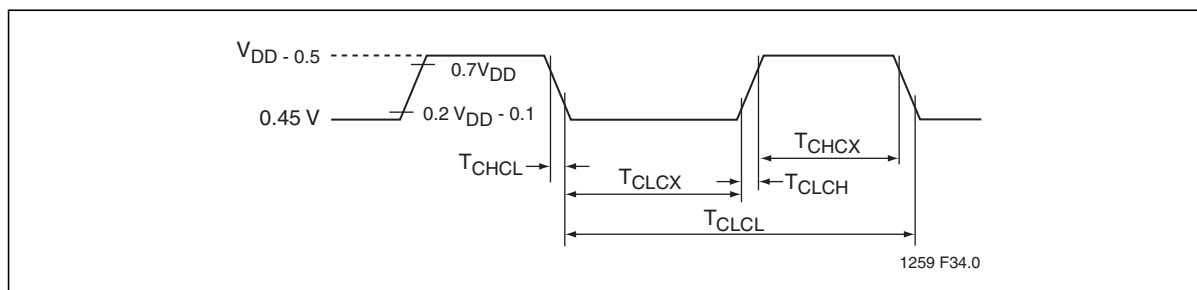 VDD - 0.5
0.7VDD
0.2 VDD - 0.1
0.45 V
TCHCX
TCHCL
TCLCX
TCLCH
TCLCL
1259 F34.0